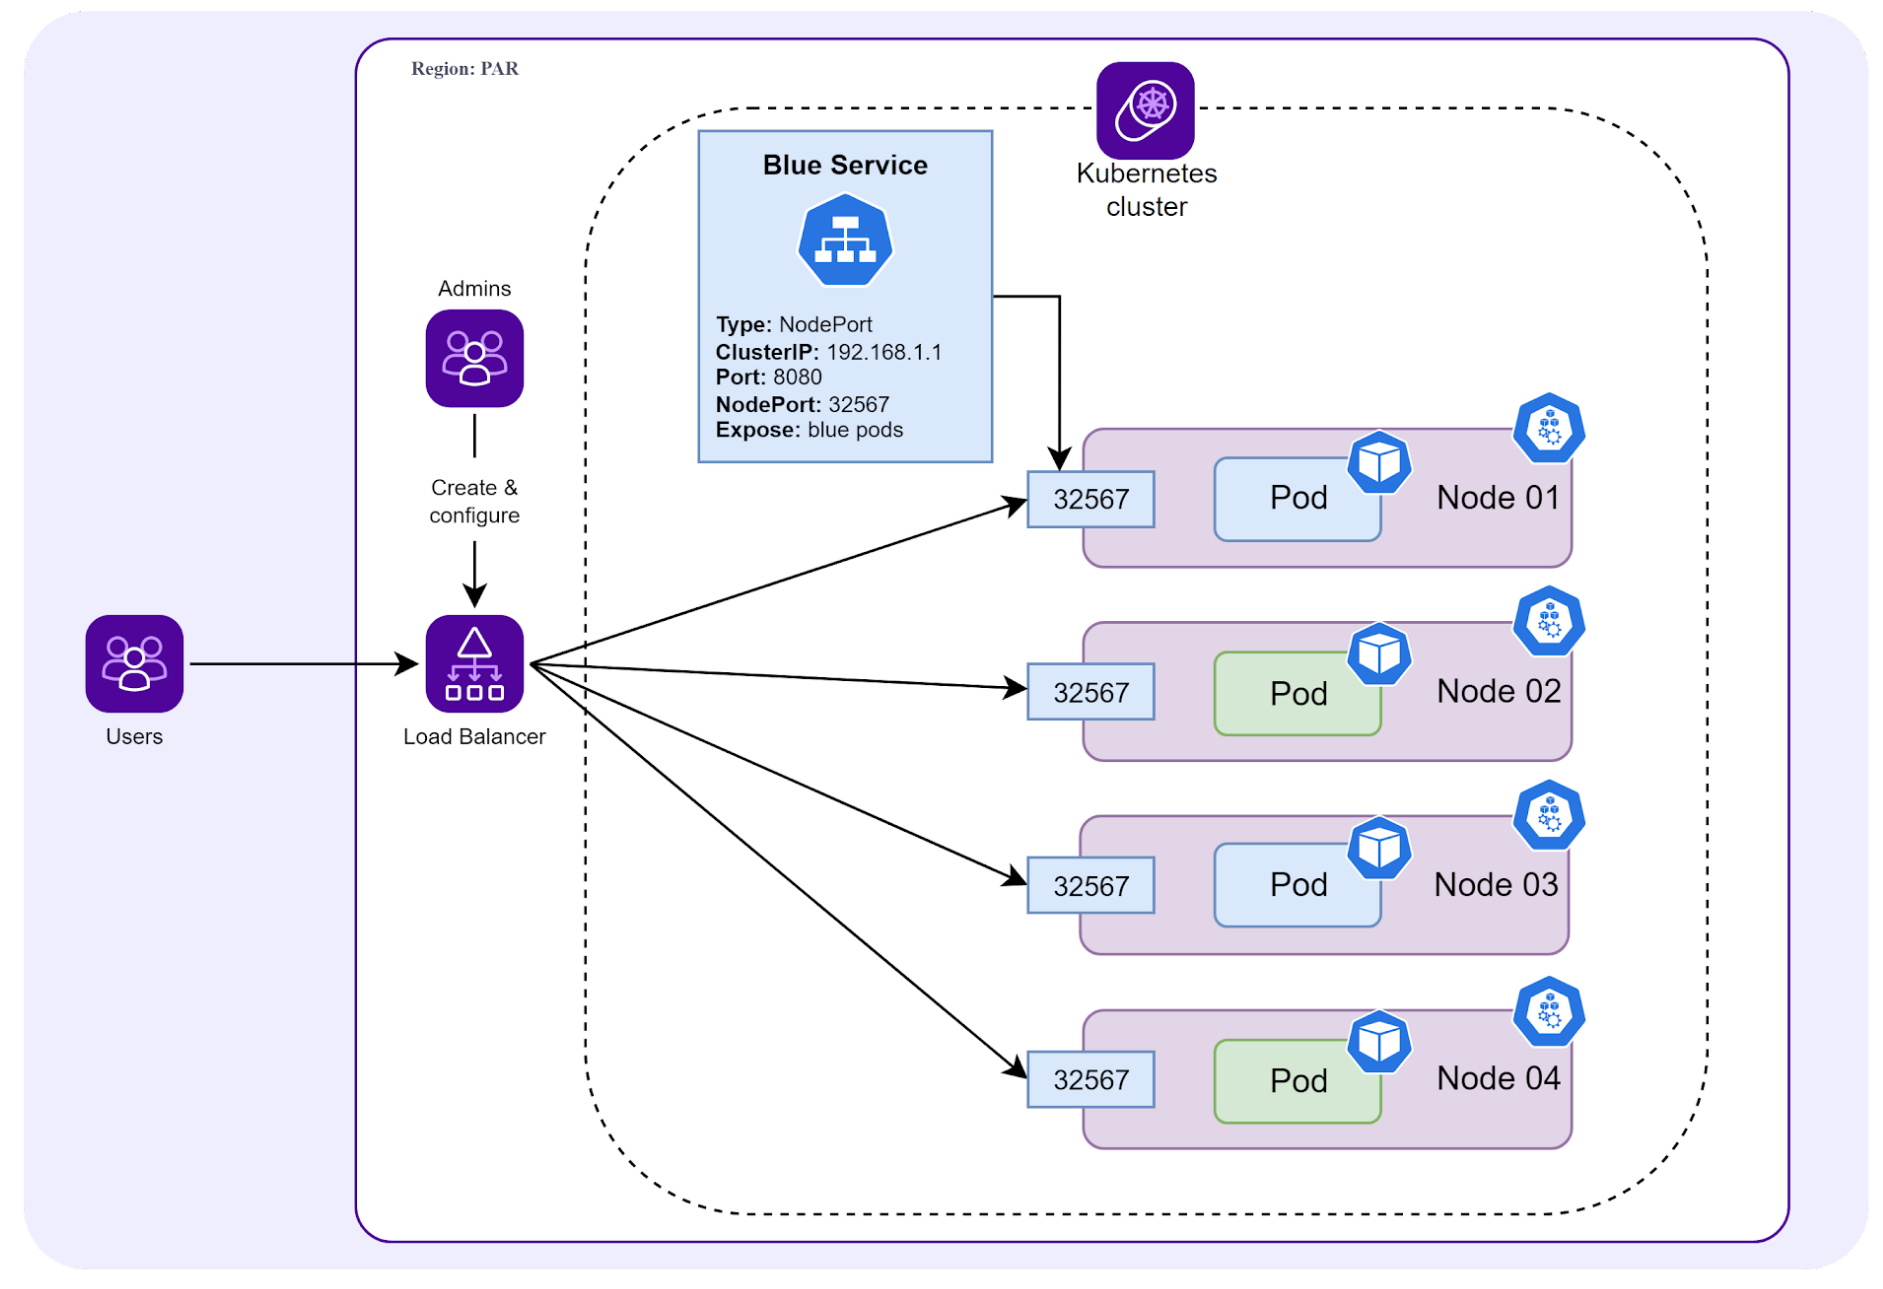 Region: PAR
Kubernetes
cluster
Blue Service
Type: NodePort
ClusterIP: 192.168.1.1
Port: 8080
NodePort: 32567
Expose: blue pods
Admins
Create &
configure
Users
Load Balancer
32567
Pod
Node 01
32567
Pod
Node 02
32567
Pod
Node 03
32567
Pod
Node 04